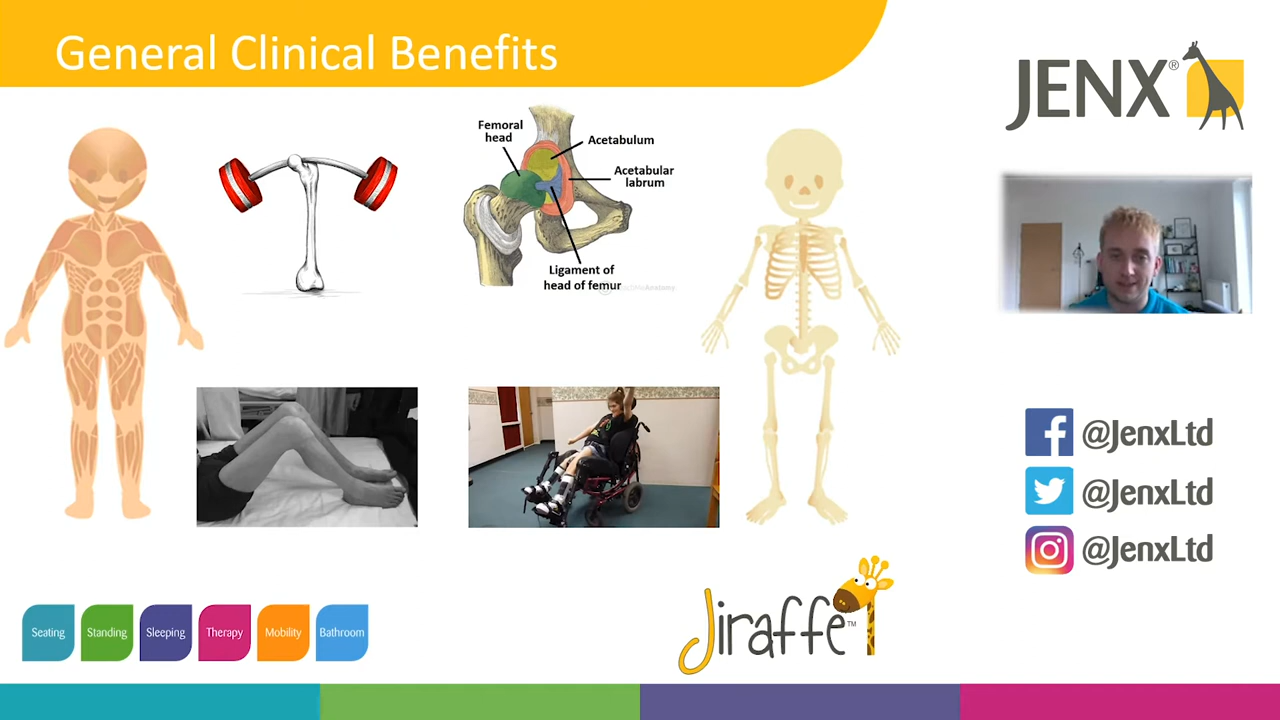 General Clinical Benefits
JENX®
Femoral
head
Acetabulum
Acetabular
labrum
Ligament of
head of femur
@JenxLtd
@JenxLtd
@JenxLtd
Jiraffe™
Seating
Standing
Sleeping
Therapy
Mobility
Bathroom